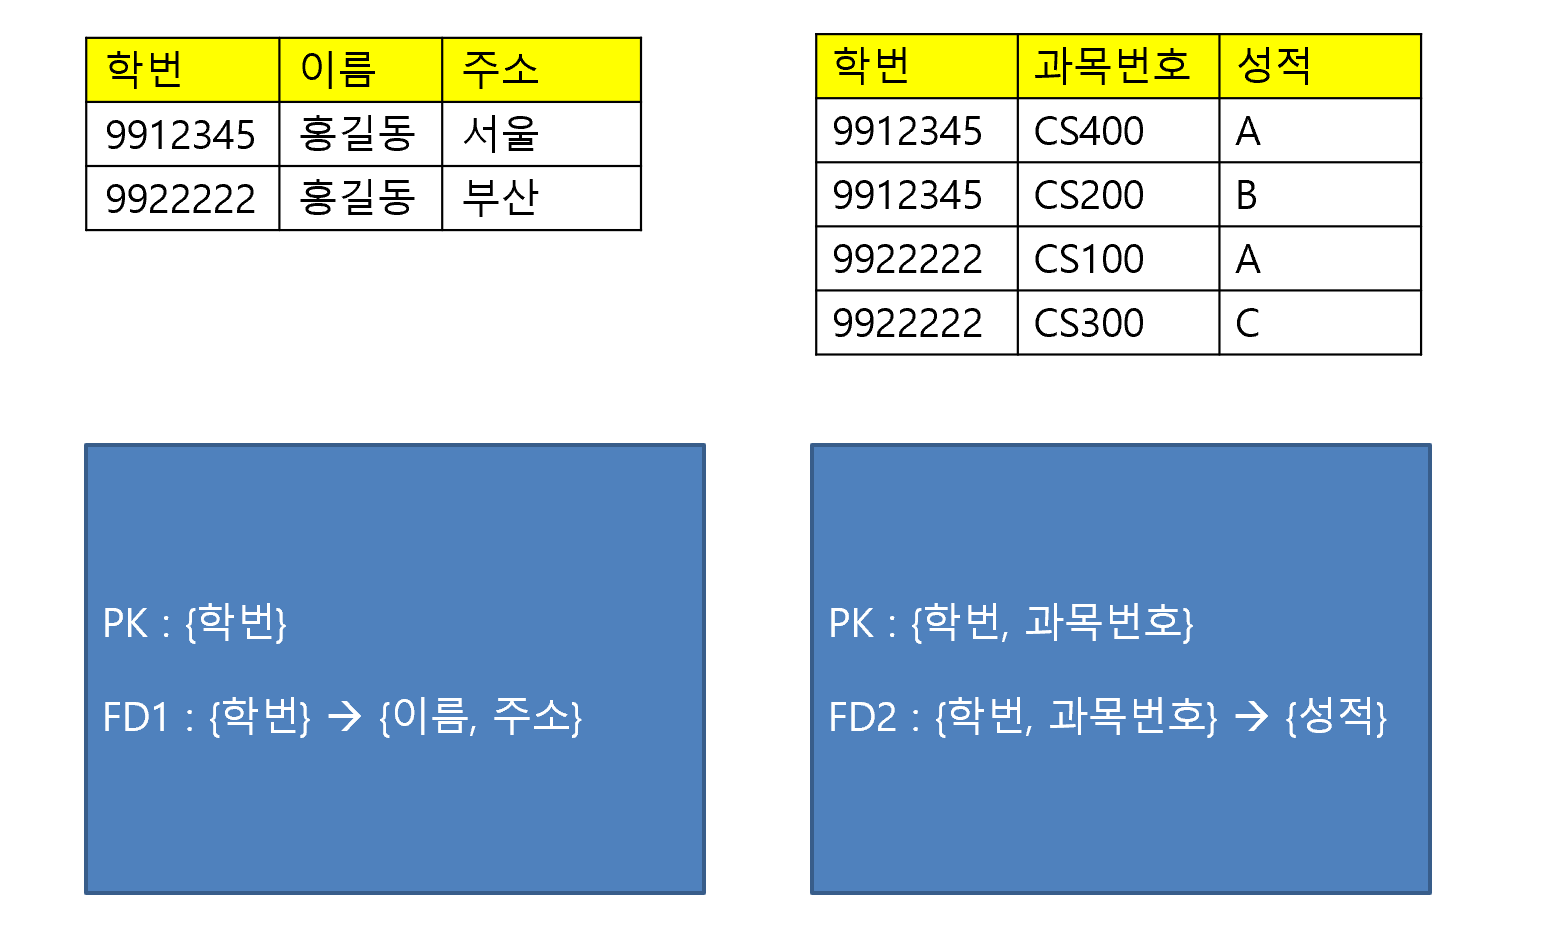 학번 이름 주소
9912345 홍길동 서울
9922222 홍길동 부산
학번 과목번호 성적
9912345 CS400 A
9912345 CS200 B
9922222 CS100 A
9922222 CS300 C
PK : {학번}
FD1 : {학번} → {이름, 주소}
PK : {학번, 과목번호}
FD2 : {학번, 과목번호} → {성적}